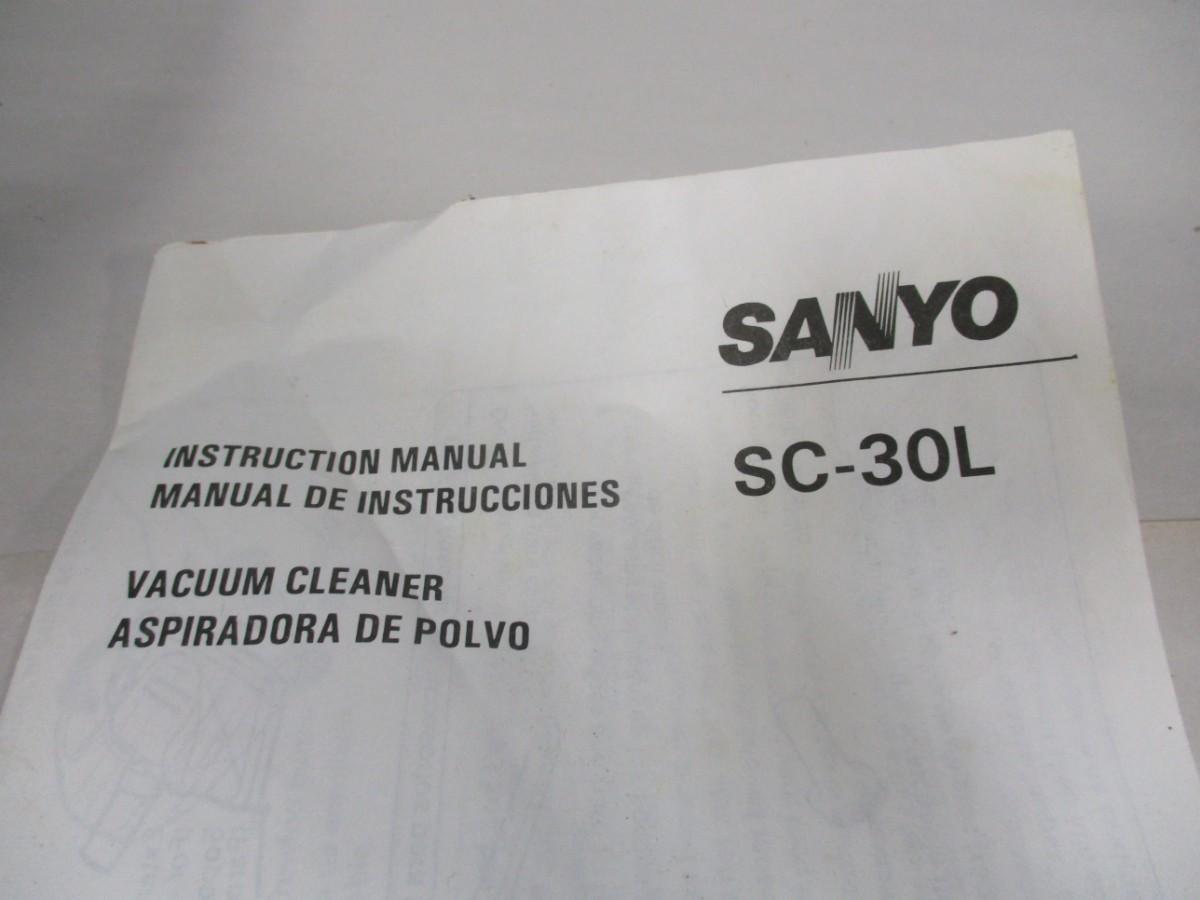 SANYO
SC-30L
INSTRUCTION MANUAL
MANUAL DE INSTRUCCIONES
VACUUM CLEANER
ASPIRADORA DE POLVO